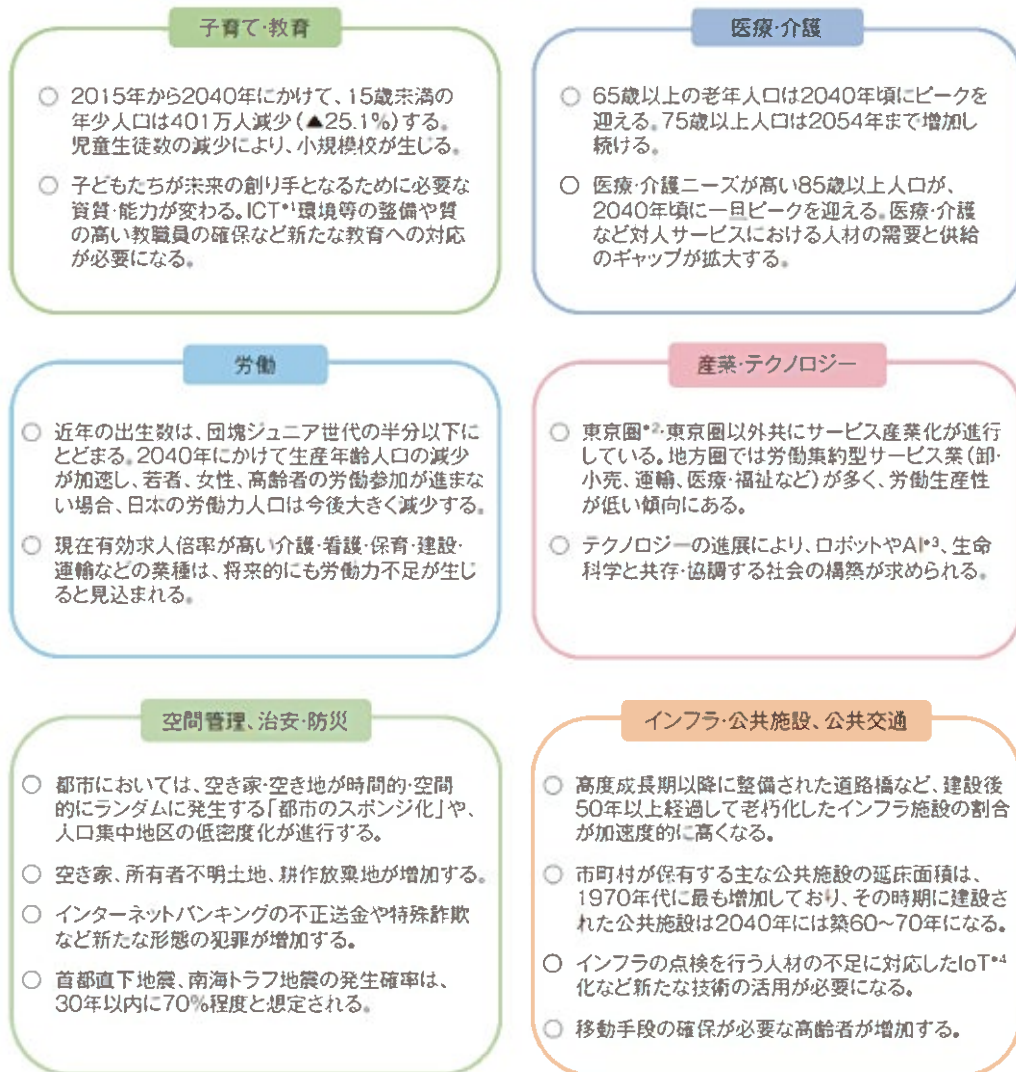 子育て・教育
○ 2015年から2040年にかけて、15歳未満の
年少人口は401万人減少(▲25.1%)する。
児童生徒数の減少により、小規模校が生じる。
○ 子どもたちが未来の創り手となるために必要な
資質・能力が変わる。ICT*1環境等の整備や質
の高い教職員の確保など新たな教育への対応
が必要になる。
医療・介護
○ 65歳以上の老年人口は2040年頃にピークを
迎える。75歳以上人口は2054年まで増加し
続ける。
○ 医療・介護ニーズが高い85歳以上人口が、
2040年頃に一旦ピークを迎える。医療・介護
など対人サービスにおける人材の需要と供給
のギャップが拡大する。
労働
○ 近年の出生数は、団塊ジュニア世代の半分以下に
とどまる。2040年にかけて生産年齢人口の減少
が加速し、若者、女性、高齢者の労働参加が進まな
い場合、日本の労働力人口は今後大きく減少する。
○ 現在有効求人倍率が高い介護・看護・保育・建設・
運輸などの業種は、将来的にも労働力不足が生じ
ると見込まれる。
産業・テクノロジー
○ 東京圏*2・東京圏以外共にサービス産業化が進行
している。地方圏では労働集約型サービス業(卸・
小売、運輸、医療・福祉など)が多く、労働生産性
が低い傾向にある。
○ テクノロジーの進展により、ロボットやAI*3、生命
科学と共存・協調する社会の構築が求められる。
空間管理、治安・防災
○ 都市においては、空き家・空き地が時間的・空間
的にランダムに発生する「都市のスポンジ化」や、
人口集中地区の低密度化が進行する。
○ 空き家、所有者不明土地、耕作放棄地が増加する。
○ インターネットバンキングの不正送金や特殊詐欺
など新たな形態の犯罪が増加する。
○ 首都直下地震、南海トラフ地震の発生確率は、
30年以内に70%程度と想定される。
インフラ・公共施設、公共交通
○ 高度成長期以降に整備された道路橋など、建設後
50年以上経過して老朽化したインフラ施設の割合
が加速度的に高くなる。
○ 市町村が保有する主な公共施設の延床面積は、
1970年代に最も増加しており、その時期に建設さ
れた公共施設は2040年には築60～70年になる。
○ インフラの点検を行う人材の不足に対応したIoT*4
化など新たな技術の活用が必要になる。
○ 移動手段の確保が必要な高齢者が増加する。